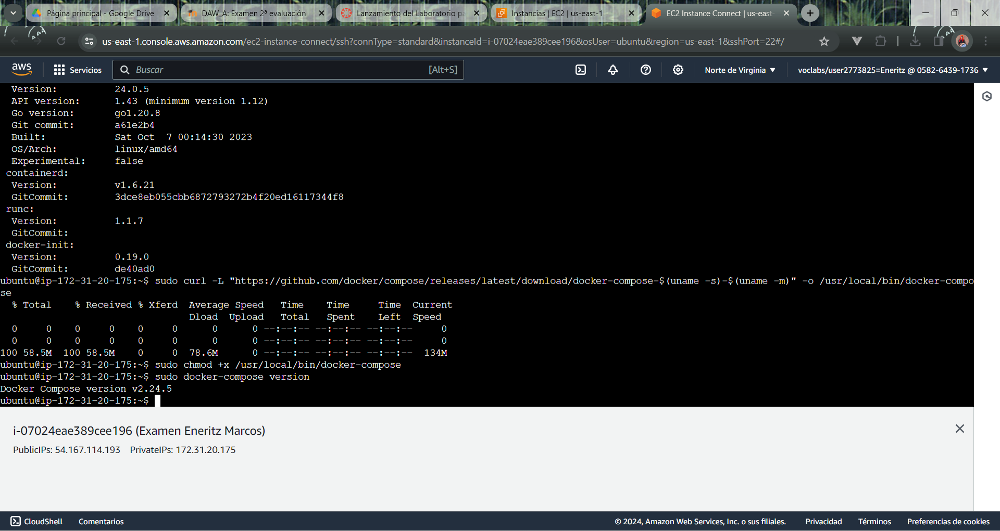 Página principal - Google Drive
DAW_A: Examen 2ª evaluación
Lanzamiento del Laboratorio pa
Instancias | EC2 | us-east-1
EC2 Instance Connect | us-east-
us-east-1.console.aws.amazon.com/ec2-instance-connect/ssh?connType=standard&instanceId=i-07024eae389cee196&osUser=ubuntu&region=us-east-1&sshPort=22#/
aws Servicios Buscar [Alt+S] Norte de Virginia voclabs/user2773825=Eneritz @ 0582-6439-1736
Version: 24.0.5
API version: 1.43 (minimum version 1.12)
Go version: go1.20.8
Git commit: a61e2b4
Built: Sat Oct  7 00:14:30 2023
OS/Arch: linux/amd64
Experimental: false
containerd:
Version: v1.6.21
GitCommit: 3dce8eb055cbb6872793272b4f20ed16117344f8
runc:
Version: 1.1.7
GitCommit:
docker-init:
Version: 0.19.0
GitCommit: de40ad0
ubuntu@ip-172-31-20-175:~$ sudo curl -L "https://github.com/docker/compose/releases/latest/download/docker-compose-$(uname -s)-$(uname -m)" -o /usr/local/bin/docker-compo
se
% Total % Received % Xferd Average Speed Time Time Time Current
Dload Upload Total Spent Left Speed
0 0 0 0 0 0 0 0 --:--:-- --:--:-- --:--:-- 0
0 0 0 0 0 0 0 0 --:--:-- --:--:-- --:--:-- 0
100 58.5M 100 58.5M 0 0 78.6M 0 --:--:-- --:--:-- --:--:-- 134M
ubuntu@ip-172-31-20-175:~$ sudo chmod +x /usr/local/bin/docker-compose
ubuntu@ip-172-31-20-175:~$ sudo docker-compose version
Docker Compose version v2.24.5
ubuntu@ip-172-31-20-175:~$
i-07024eae389cee196 (Examen Eneritz Marcos)
PublicIPs: 54.167.114.193 PrivateIPs: 172.31.20.175
CloudShell Comentarios © 2024, Amazon Web Services, Inc. o sus filiales. Privacidad Términos Preferencias de cookies